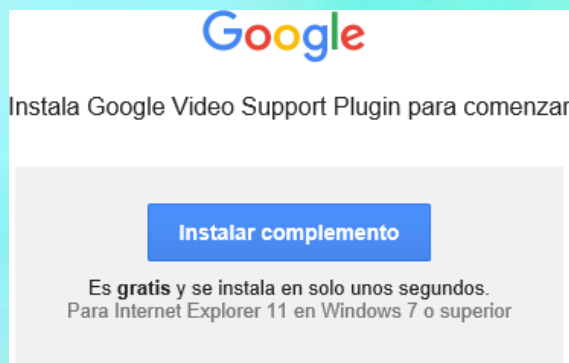 Google
Instala Google Video Support Plugin para comenzar
Instalar complemento
Es gratis y se instala en solo unos segundos.
Para Internet Explorer 11 en Windows 7 o superior